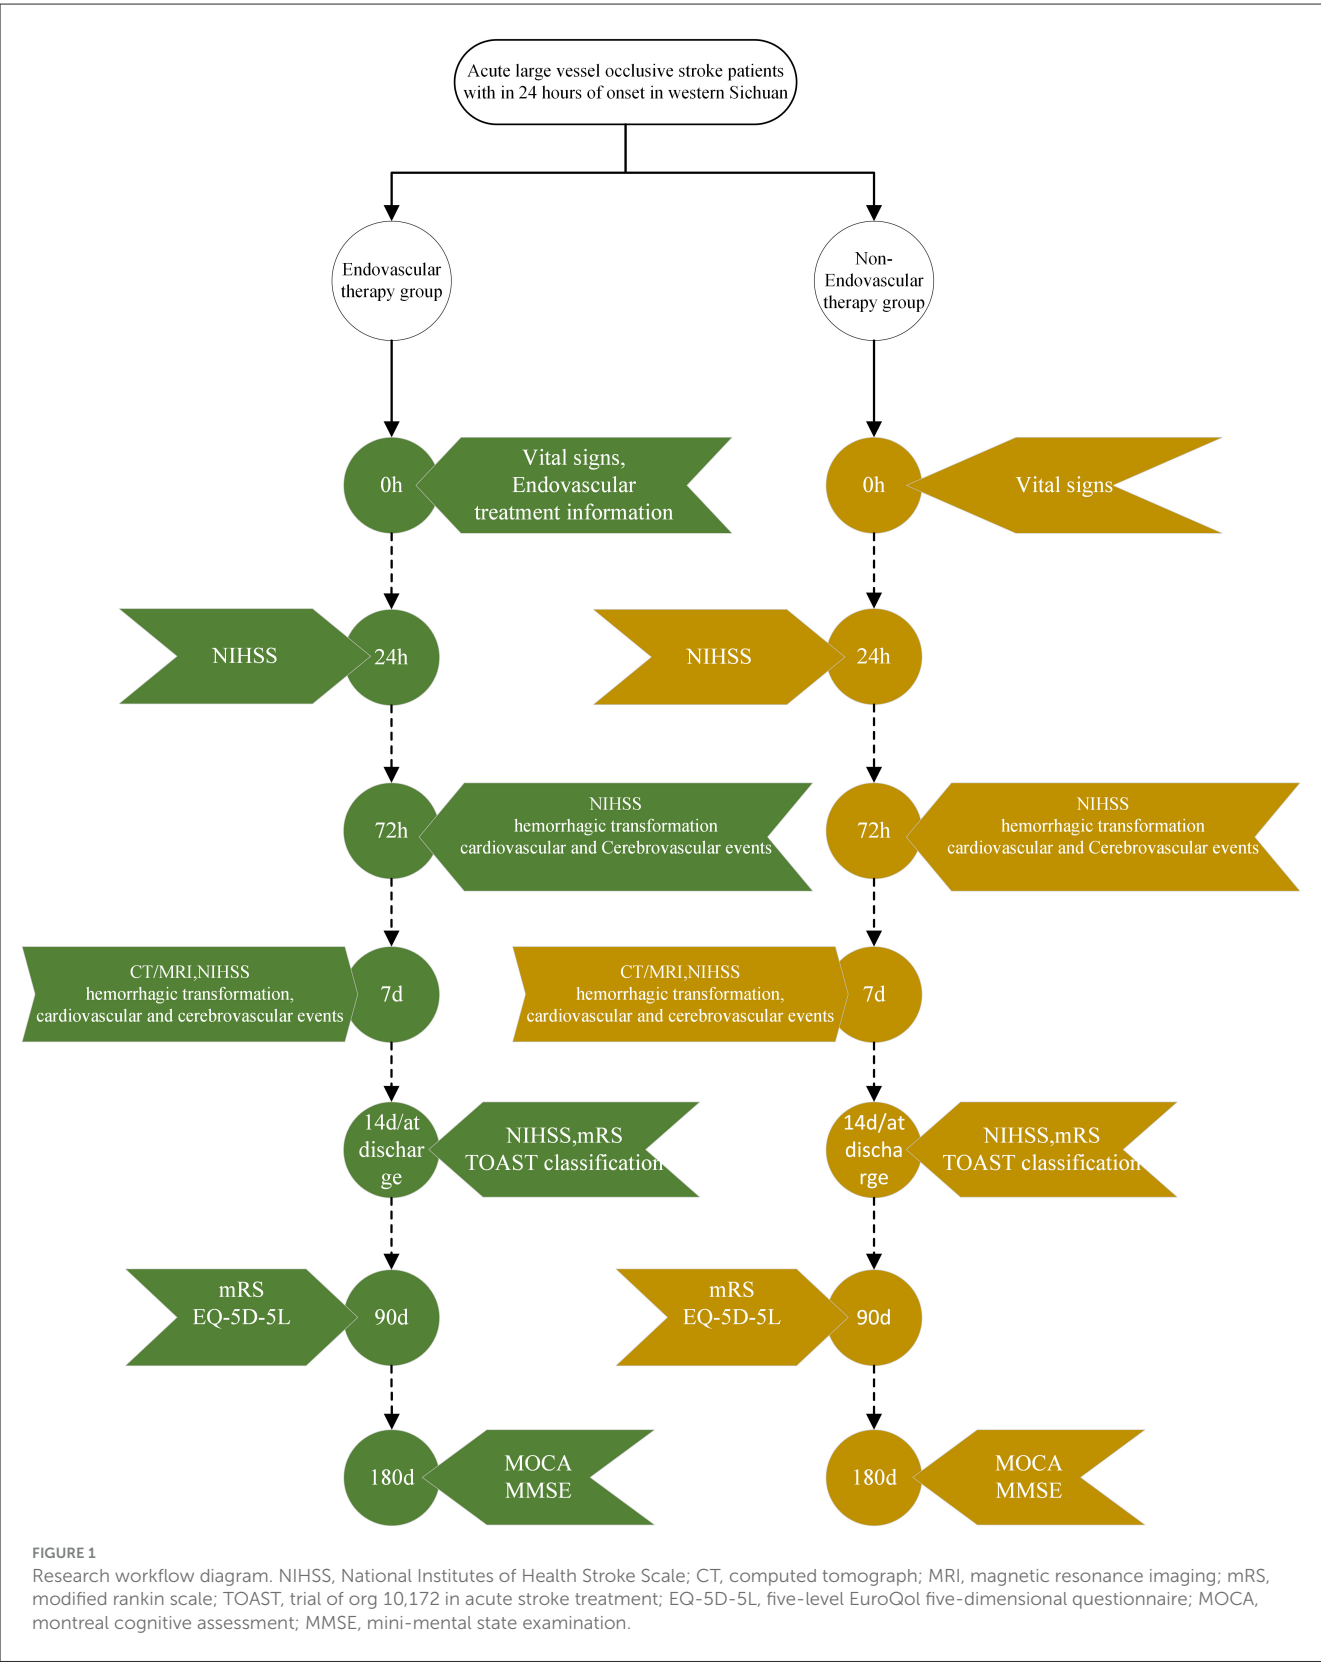 Acute large vessel occlusive stroke patients
with in 24 hours of onset in western Sichuan
Endovascular
therapy group
Non-
Endovascular
therapy group
0h
Vital signs,
Endovascular
treatment information
0h
Vital signs
NIHSS
24h
NIHSS
24h
72h
NIHSS
hemorrhagic transformation
cardiovascular and Cerebrovascular events
72h
NIHSS
hemorrhagic transformation
cardiovascular and Cerebrovascular events
CT/MRI,NIHSS
hemorrhagic transformation,
cardiovascular and cerebrovascular events
7d
CT/MRI,NIHSS
hemorrhagic transformation,
cardiovascular and cerebrovascular events
7d
14d/at
dischar
ge
NIHSS,mRS
TOAST classification
14d/at
discha
rge
NIHSS,mRS
TOAST classification
mRS
EQ-5D-5L
90d
mRS
EQ-5D-5L
90d
180d
MOCA
MMSE
180d
MOCA
MMSE
FIGURE 1
Research workflow diagram. NIHSS, National Institutes of Health Stroke Scale; CT, computed tomograph; MRI, magnetic resonance imaging; mRS,
modified rankin scale; TOAST, trial of org 10,172 in acute stroke treatment; EQ-5D-5L, five-level EuroQol five-dimensional questionnaire; MOCA,
montreal cognitive assessment; MMSE, mini-mental state examination.